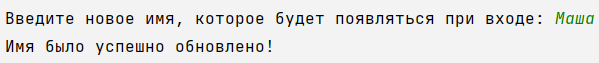 Введите новое имя, которое будет появляться при входе: Маша
Имя было успешно обновлено!